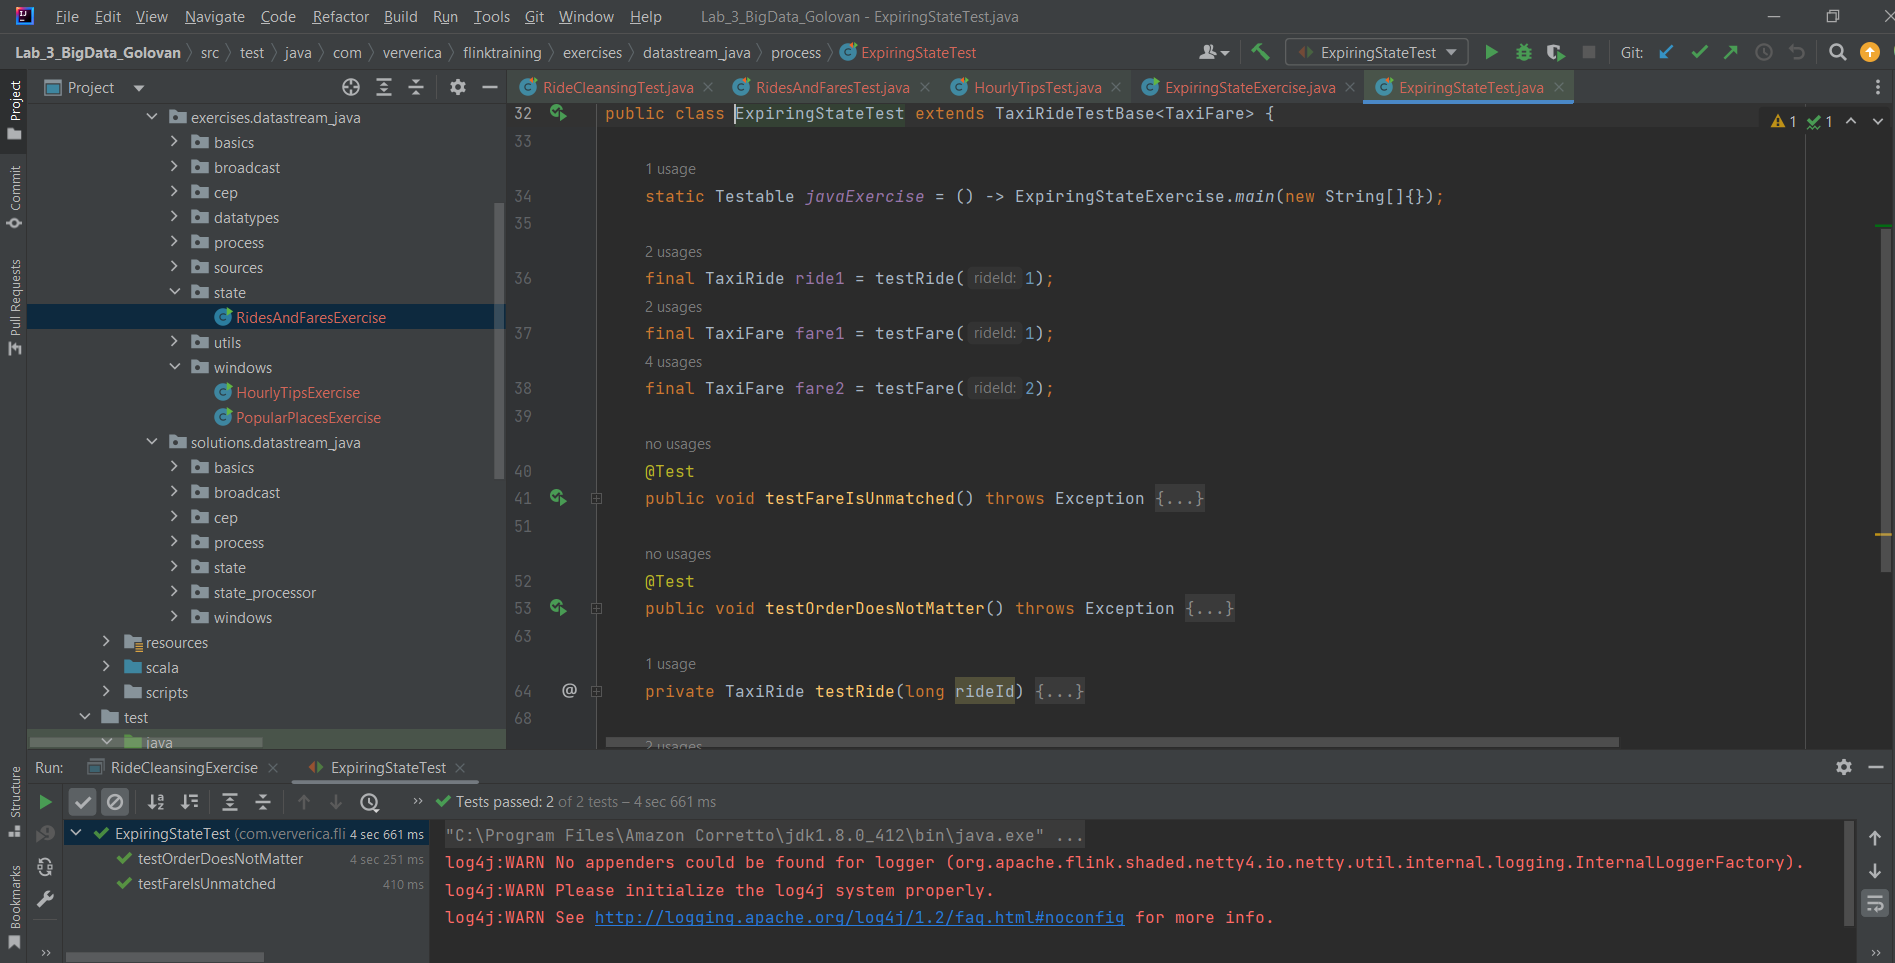 File Edit View Navigate Code Refactor Build Run Tools Git Window Help Lab_3_BigData_Golovan - ExpiringStateTest.java
Lab_3_BigData_Golovan src test java com ververica flinktraining exercises datastream_java process ExpiringStateTest ExpiringStateTest Git:
Project
Project
Commit
Pull Requests
Structure
Bookmarks
exercises.datastream_java
basics
broadcast
cep
datatypes
process
sources
state
RidesAndFaresExercise
utils
windows
HourlyTipsExercise
PopularPlacesExercise
solutions.datastream_java
basics
broadcast
cep
process
state
state_processor
windows
resources
scala
scripts
test
java
RideCleansingTest.java RidesAndFaresTest.java HourlyTipsTest.java ExpiringStateExercise.java ExpiringStateTest.java
32 public class ExpiringStateTest extends TaxiRideTestBase<TaxiFare> {
1 1
33
1 usage
34 static Testable javaExercise = () -> ExpiringStateExercise.main(new String[]{});
35
2 usages
36 final TaxiRide ride1 = testRide( rideId: 1);
2 usages
37 final TaxiFare fare1 = testFare( rideId: 1);
4 usages
38 final TaxiFare fare2 = testFare( rideId: 2);
39
no usages
40 @Test
41 public void testFareIsUnmatched() throws Exception {...}
51
no usages
52 @Test
53 public void testOrderDoesNotMatter() throws Exception {...}
63
1 usage
64 @ private TaxiRide testRide(long rideId) {...}
68
2 usages
Run: RideCleansingExercise ExpiringStateTest
Tests passed: 2 of 2 tests – 4 sec 661 ms
ExpiringStateTest (com.ververica.fli 4 sec 661 ms
testOrderDoesNotMatter 4 sec 251 ms
testFareIsUnmatched 410 ms
"C:\Program Files\Amazon Corretto\jdk1.8.0_412\bin\java.exe" ...
log4j:WARN No appenders could be found for logger (org.apache.flink.shaded.netty4.io.netty.util.internal.logging.InternalLoggerFactory).
log4j:WARN Please initialize the log4j system properly.
log4j:WARN See http://logging.apache.org/log4j/1.2/faq.html#noconfig for more info.